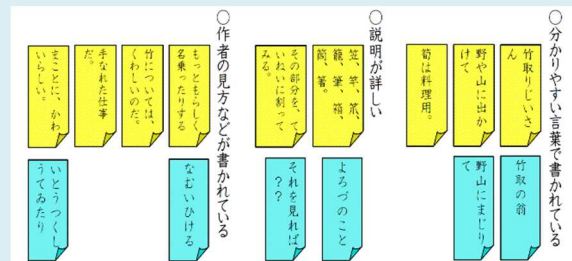 ○分かりやすい言葉で書かれている
竹取りじいさ
ん
野や山に出か
けて
筍は料理用。
竹取の翁
野山にまじり
て
○説明が詳しい
笠、竿、笊、
籠、筆、箱、
筒、箸。
その部分を、て
いねいに割って
みる。
よろづのこと
それを見れば
？？
○作者の見方などが書かれている
もっともらしく
名乗ったりする
竹については、
くわしいのだ。
手なれた仕事
だ。
まことに、かわ
いらしい。
なむいひける
いとうつくし
うてゐたり